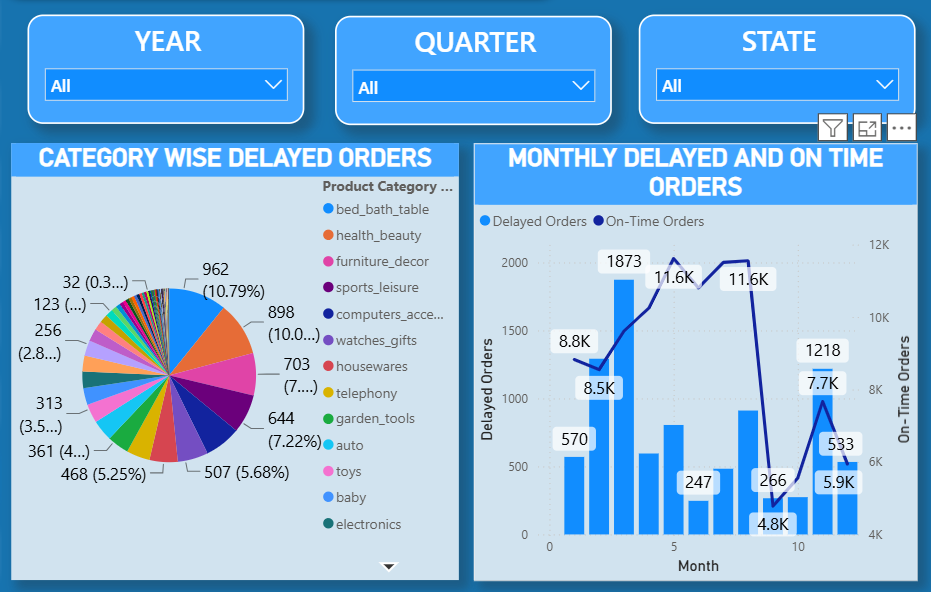 YEAR
All
QUARTER
All
STATE
All
CATEGORY WISE DELAYED ORDERS
Product Category ...
bed_bath_table
health_beauty
furniture_decor
sports_leisure
computers_acce...
watches_gifts
housewares
telephony
garden_tools
auto
toys
baby
electronics
962
(10.79%)
898
(10.0...)
703
(7....)
644
(7.22%)
507 (5.68%)
468 (5.25%)
361 (4...)
313
(3.5...)
256
(2.8...)
123 (...)
32 (0.3...)
MONTHLY DELAYED AND ON TIME
ORDERS
Delayed Orders
On-Time Orders
Delayed Orders
2000
1500
1000
500
0
12K
10K
8K
6K
4K
On-Time Orders
570
8.8K
8.5K
1873
11.6K
247
11.6K
266
4.8K
1218
7.7K
533
5.9K
0
5
10
Month